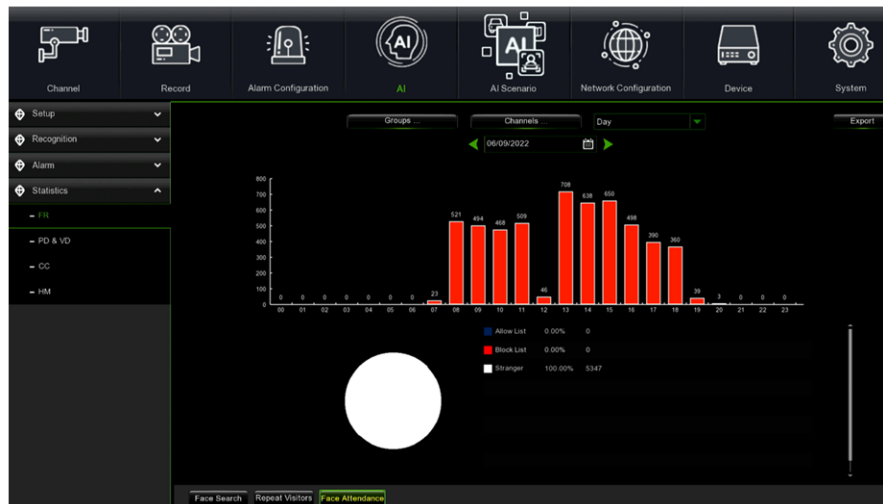 Channel Record Alarm Configuration AI AI Scenario Network Configuration Device System
Setup
Recognition
Alarm
Statistics
FR
PD & VD
CC
HM
Groups ... Channels ... Day Export
06/09/2022
800
700
600
500
400
300
200
100
0
0 0 0 0 0 0 0 23 521 494 468 509 46 708 638 650 498 390 360 39 3 0 0 0
00 01 02 03 04 05 06 07 08 09 10 11 12 13 14 15 16 17 18 19 20 21 22 23
Allow List 0.00% 0
Block List 0.00% 0
Stranger 100.00% 5347
Face Search Repeat Visitors Face Attendance